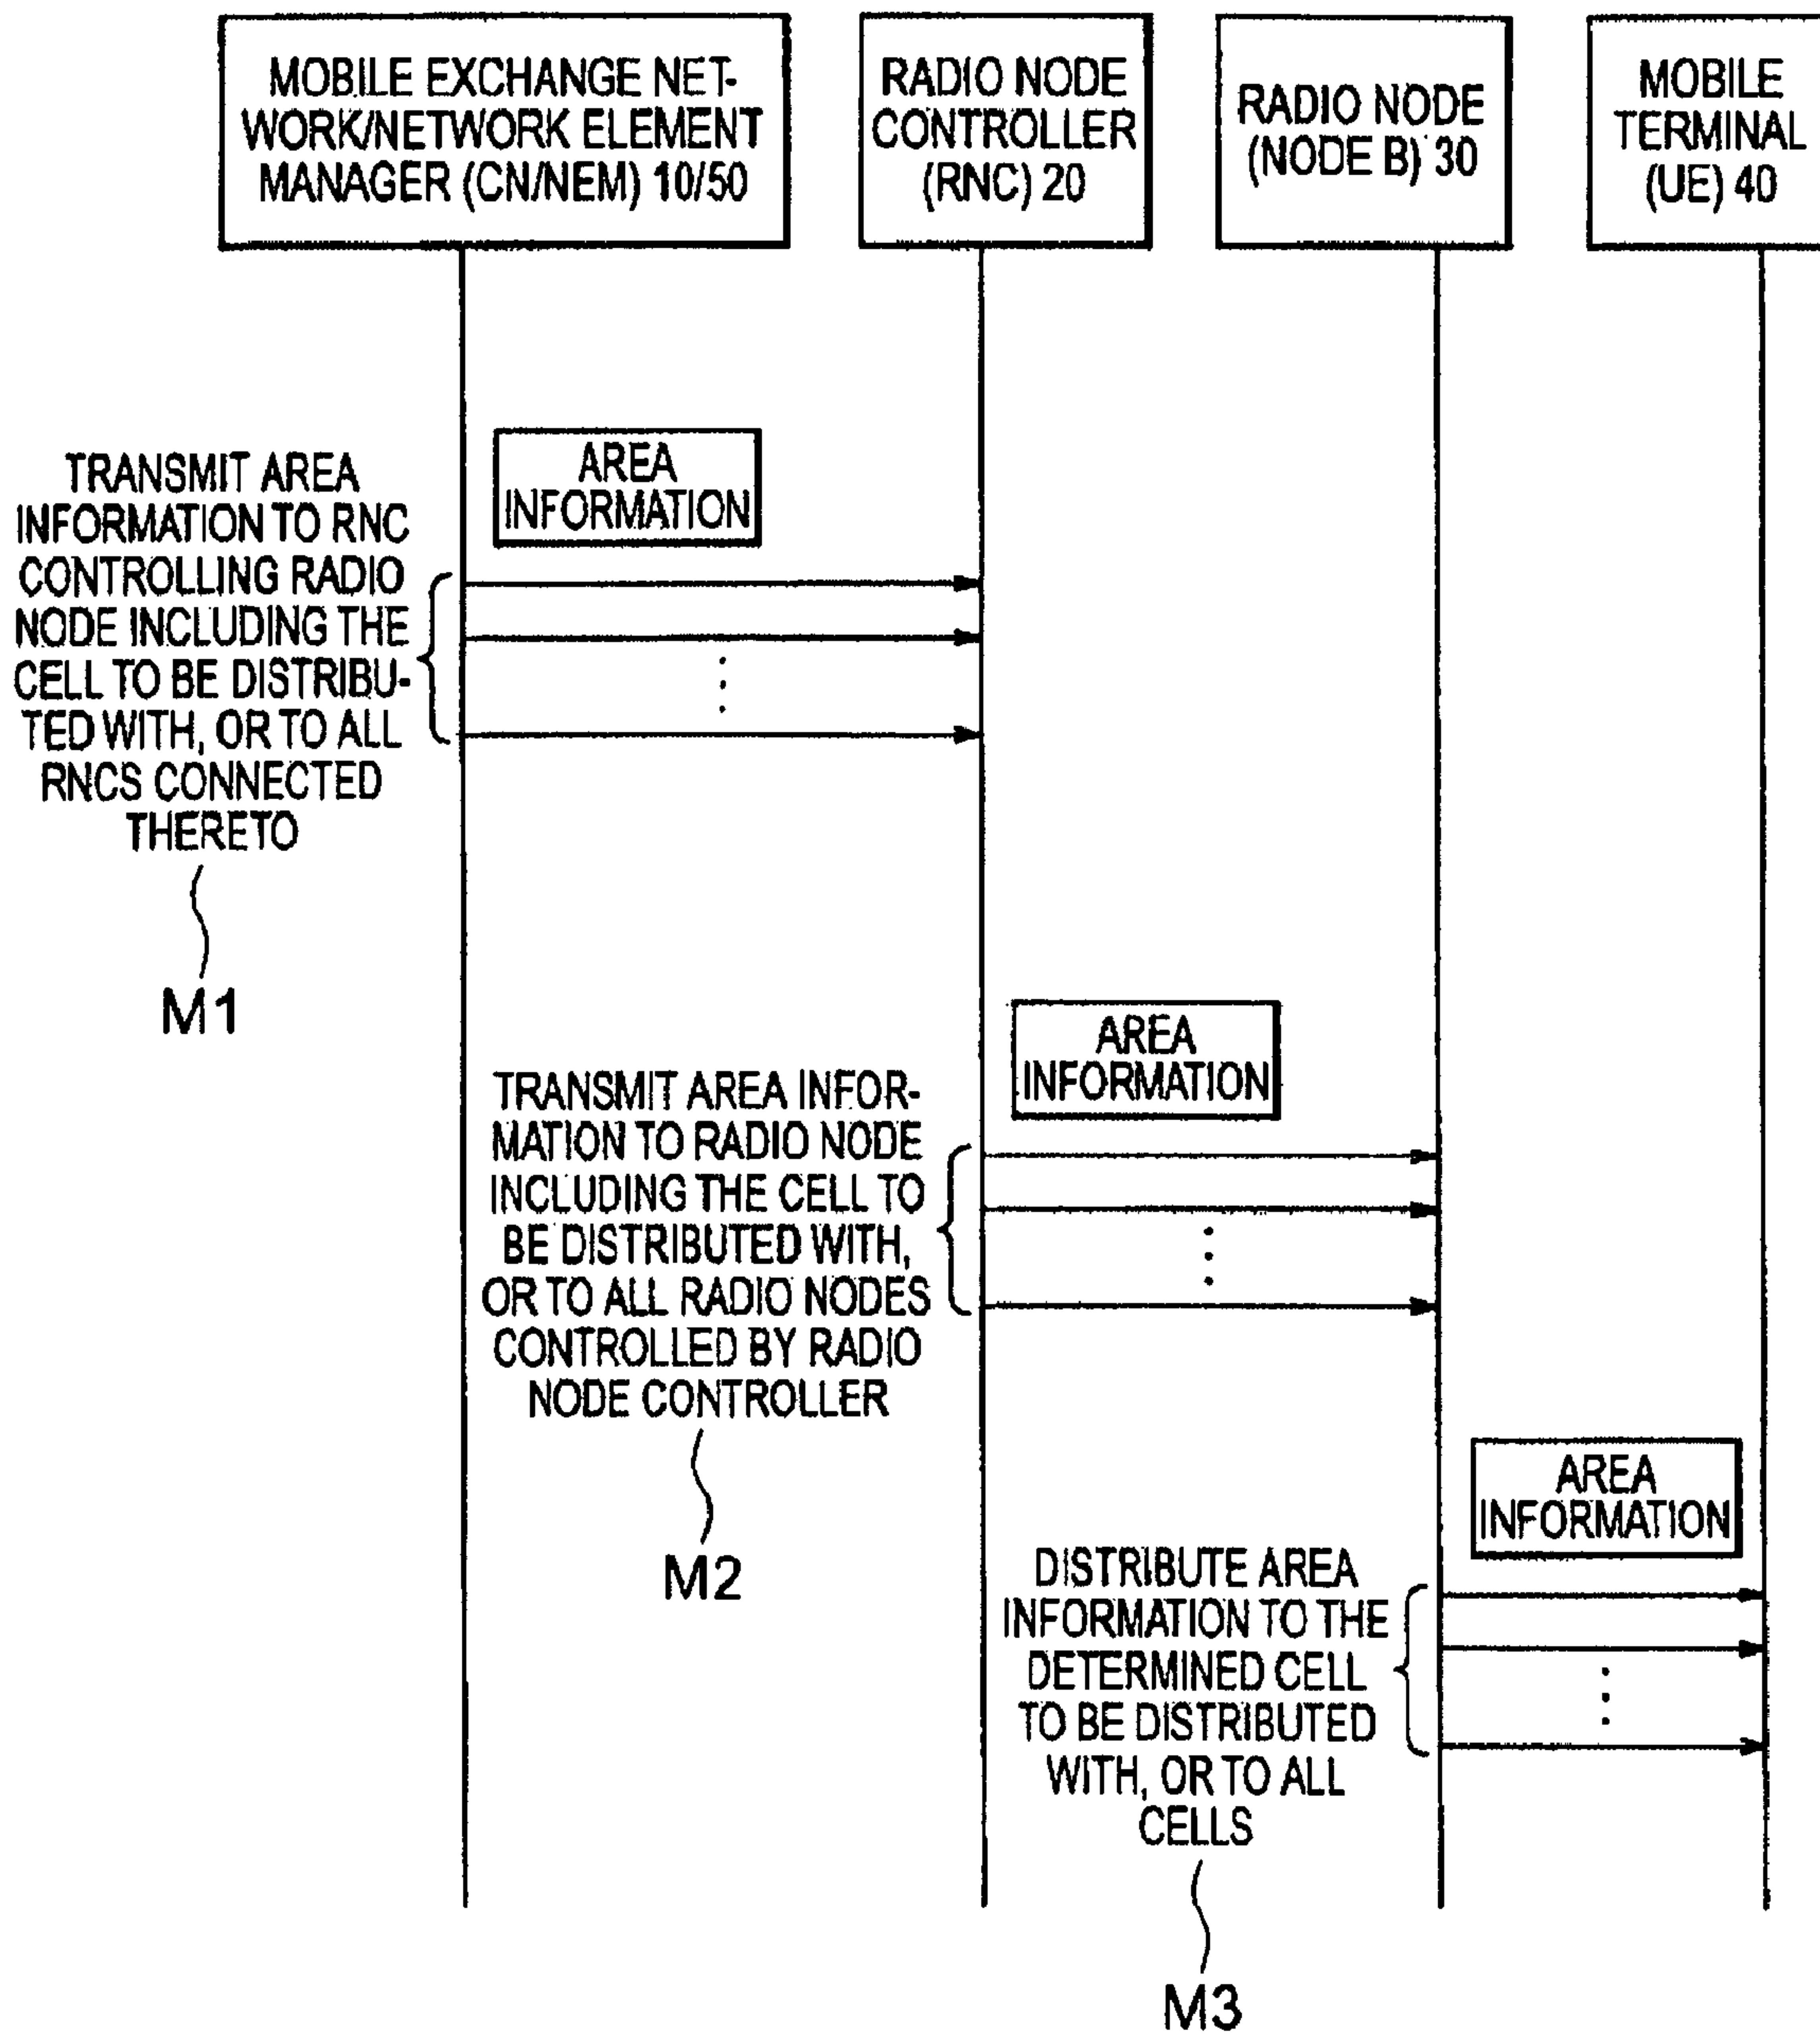 MOBILE EXCHANGE NET-
WORK/NETWORK ELEMENT
MANAGER (CN/NEM) 10/50
RADIO NODE
CONTROLLER
(RNC) 20
RADIO NODE
(NODE B) 30
MOBILE
TERMINAL
(UE) 40
AREA
INFORMATION
TRANSMIT AREA
INFORMATION TO RNC
CONTROLLING RADIO
NODE INCLUDING THE
CELL TO BE DISTRIBU-
TED WITH, OR TO ALL
RNCS CONNECTED
THERETO
M1
AREA
INFORMATION
TRANSMIT AREA INFOR-
MATION TO RADIO NODE
INCLUDING THE CELL TO
BE DISTRIBUTED WITH,
OR TO ALL RADIO NODES
CONTROLLED BY RADIO
NODE CONTROLLER
M2
AREA
INFORMATION
DISTRIBUTE AREA
INFORMATION TO THE
DETERMINED CELL
TO BE DISTRIBUTED
WITH, OR TO ALL
CELLS
M3